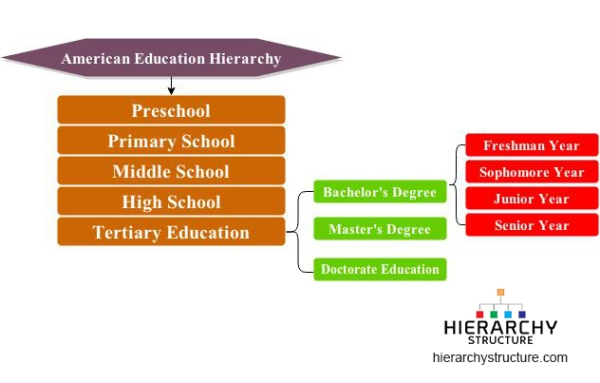 American Education Hierarchy
Preschool
Primary School
Middle School
High School
Tertiary Education
Bachelor's Degree
Master's Degree
Doctorate Education
Freshman Year
Sophomore Year
Junior Year
Senior Year
HIERARCHY
STRUCTURE
hierarchystructure.com